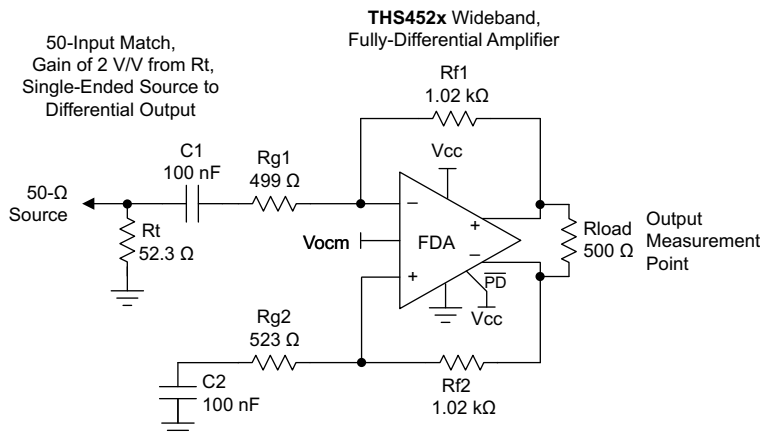 THS452x Wideband,
Fully-Differential Amplifier
50-Input Match,
Gain of 2 V/V from Rt,
Single-Ended Source to
Differential Output
Rf1
1.02 kΩ
C1
100 nF
Rg1
499 Ω
Vcc
50-Ω
Source
Rt
52.3 Ω
Vocm
−
+
FDA
+
−
PD
Vcc
Rload
500 Ω
Output
Measurement
Point
Rg2
523 Ω
C2
100 nF
Rf2
1.02 kΩ